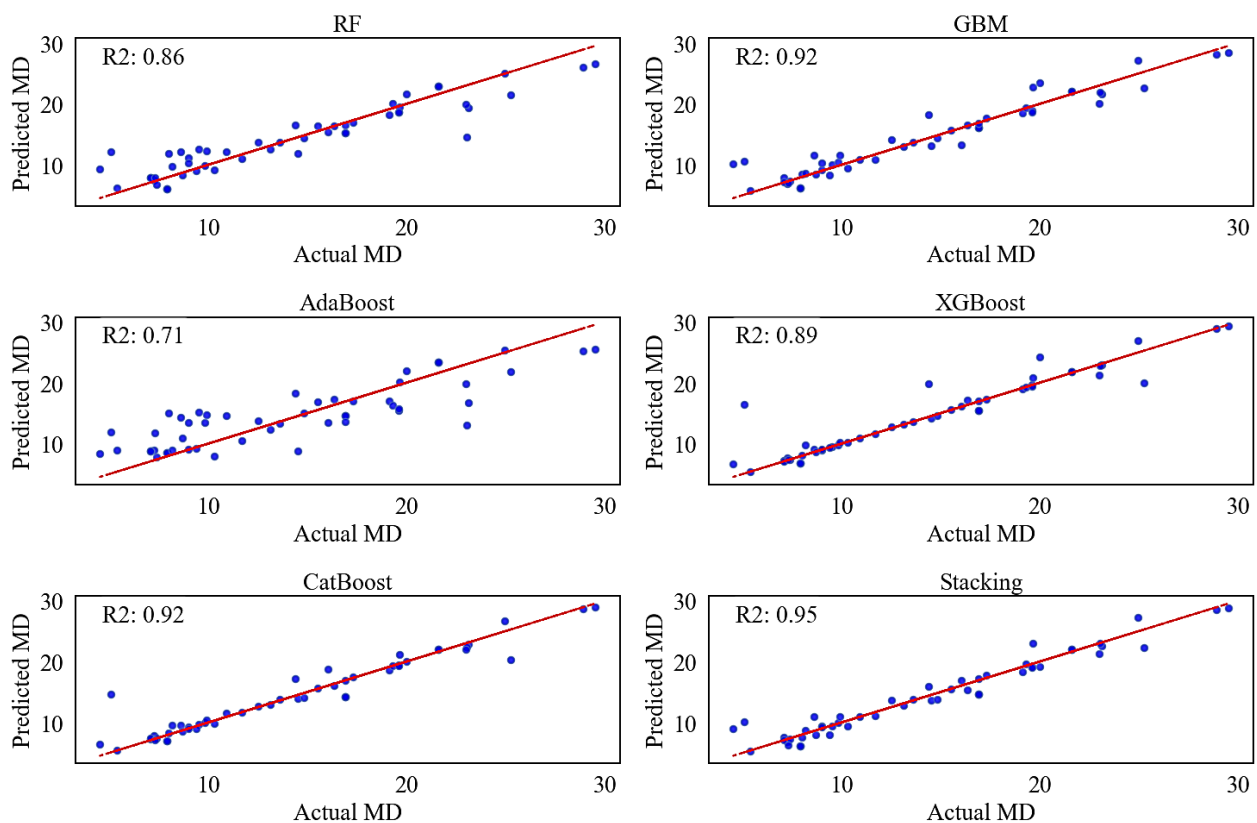 RF
R2: 0.86
30
20
10
Predicted MD
10 20 30
Actual MD
GBM
R2: 0.92
30
20
10
Predicted MD
10 20 30
Actual MD
AdaBoost
R2: 0.71
30
20
10
Predicted MD
10 20 30
Actual MD
XGBoost
R2: 0.89
30
20
10
Predicted MD
10 20 30
Actual MD
CatBoost
R2: 0.92
30
20
10
Predicted MD
10 20 30
Actual MD
Stacking
R2: 0.95
30
20
10
Predicted MD
10 20 30
Actual MD